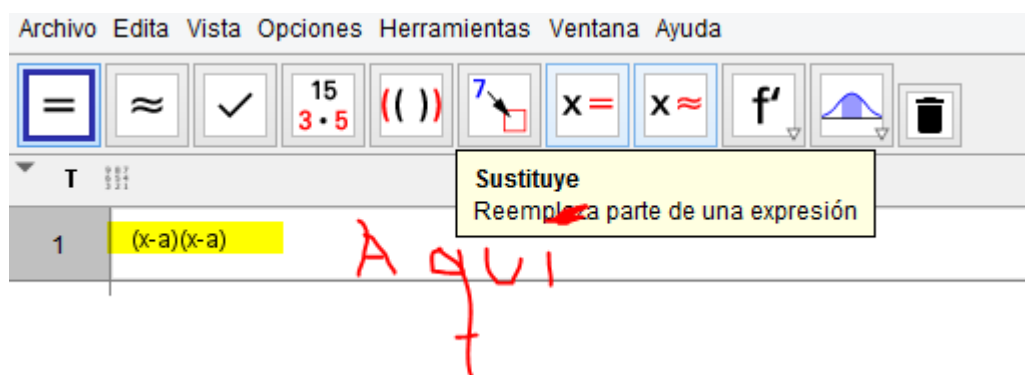 Archivo Edita Vista Opciones Herramientas Ventana Ayuda
= ≈ ✓ 15 3·5 (( )) 7 x= x≈ f′
T
Sustituye
Reemplaza parte de una expresión
1 (x-a)(x-a)
Aqui